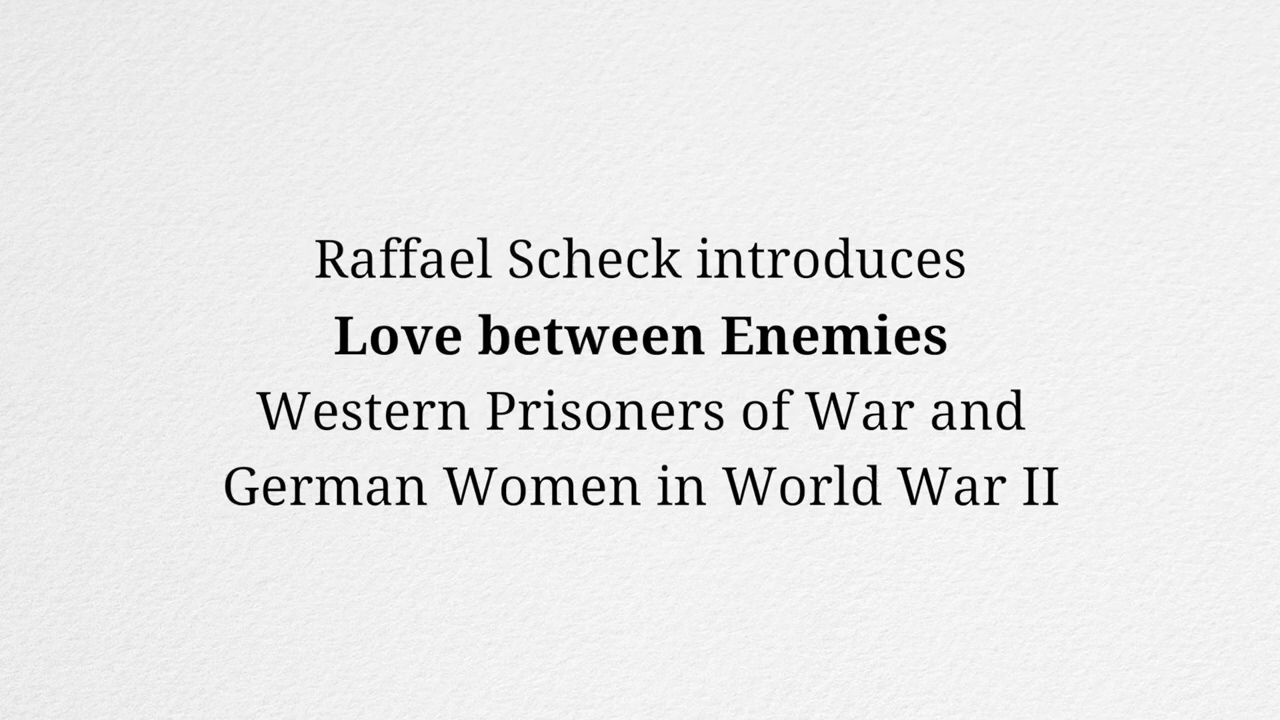 Raffael Scheck introduces
Love between Enemies
Western Prisoners of War and
German Women in World War II